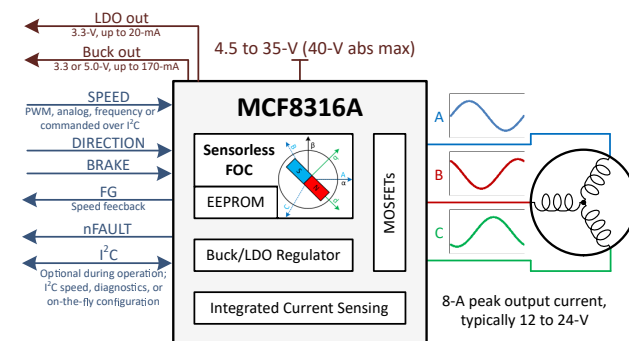 LDO out
3.3-V, up to 20-mA
Buck out
3.3 or 5.0-V, up to 170-mA
4.5 to 35-V (40-V abs max)
SPEED
PWM, analog, frequency or
commanded over I²C
DIRECTION
BRAKE
FG
Speed feecback
nFAULT
I²C
Optional during operation;
I²C speed, diagnostics, or
on-the-fly configuration
MCF8316A
Sensorless
FOC
EEPROM
β
A
α
C
MOSFETs
Buck/LDO Regulator
Integrated Current Sensing
A
B
C
8-A peak output current,
typically 12 to 24-V